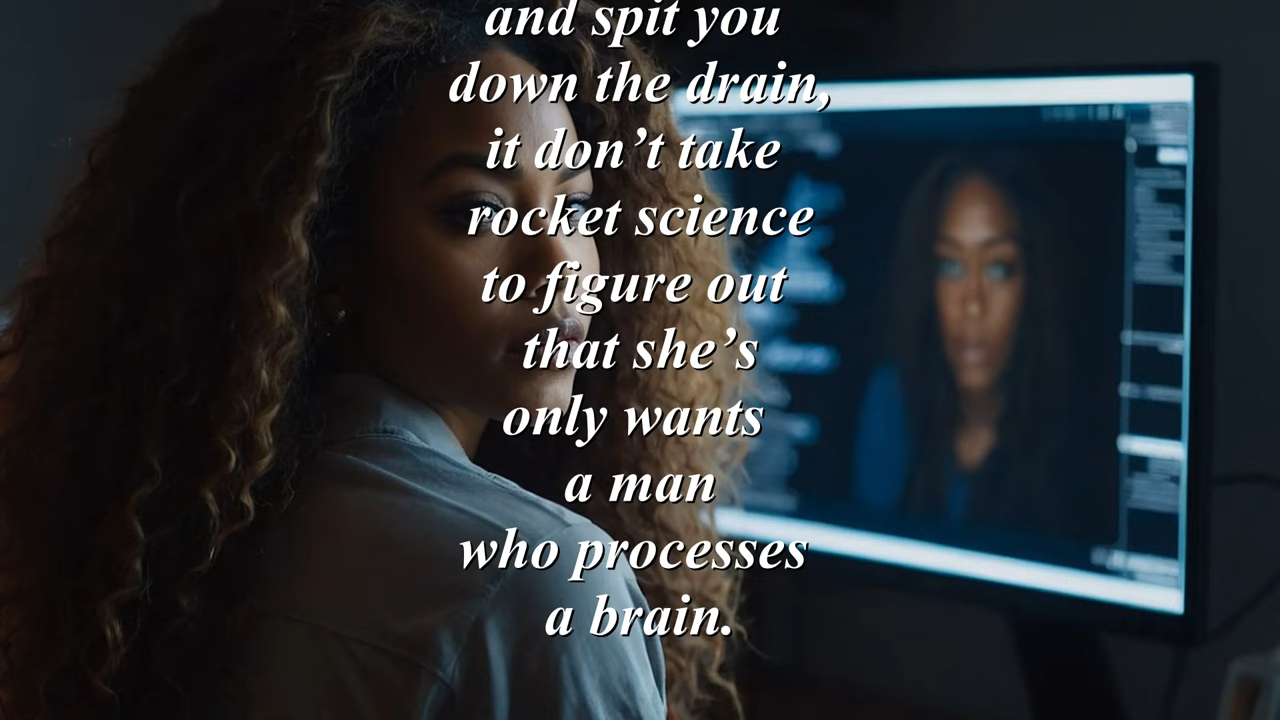 and spit you
down the drain,
it don’t take
rocket science
to figure out
that she’s
only wants
a man
who processes
a brain.